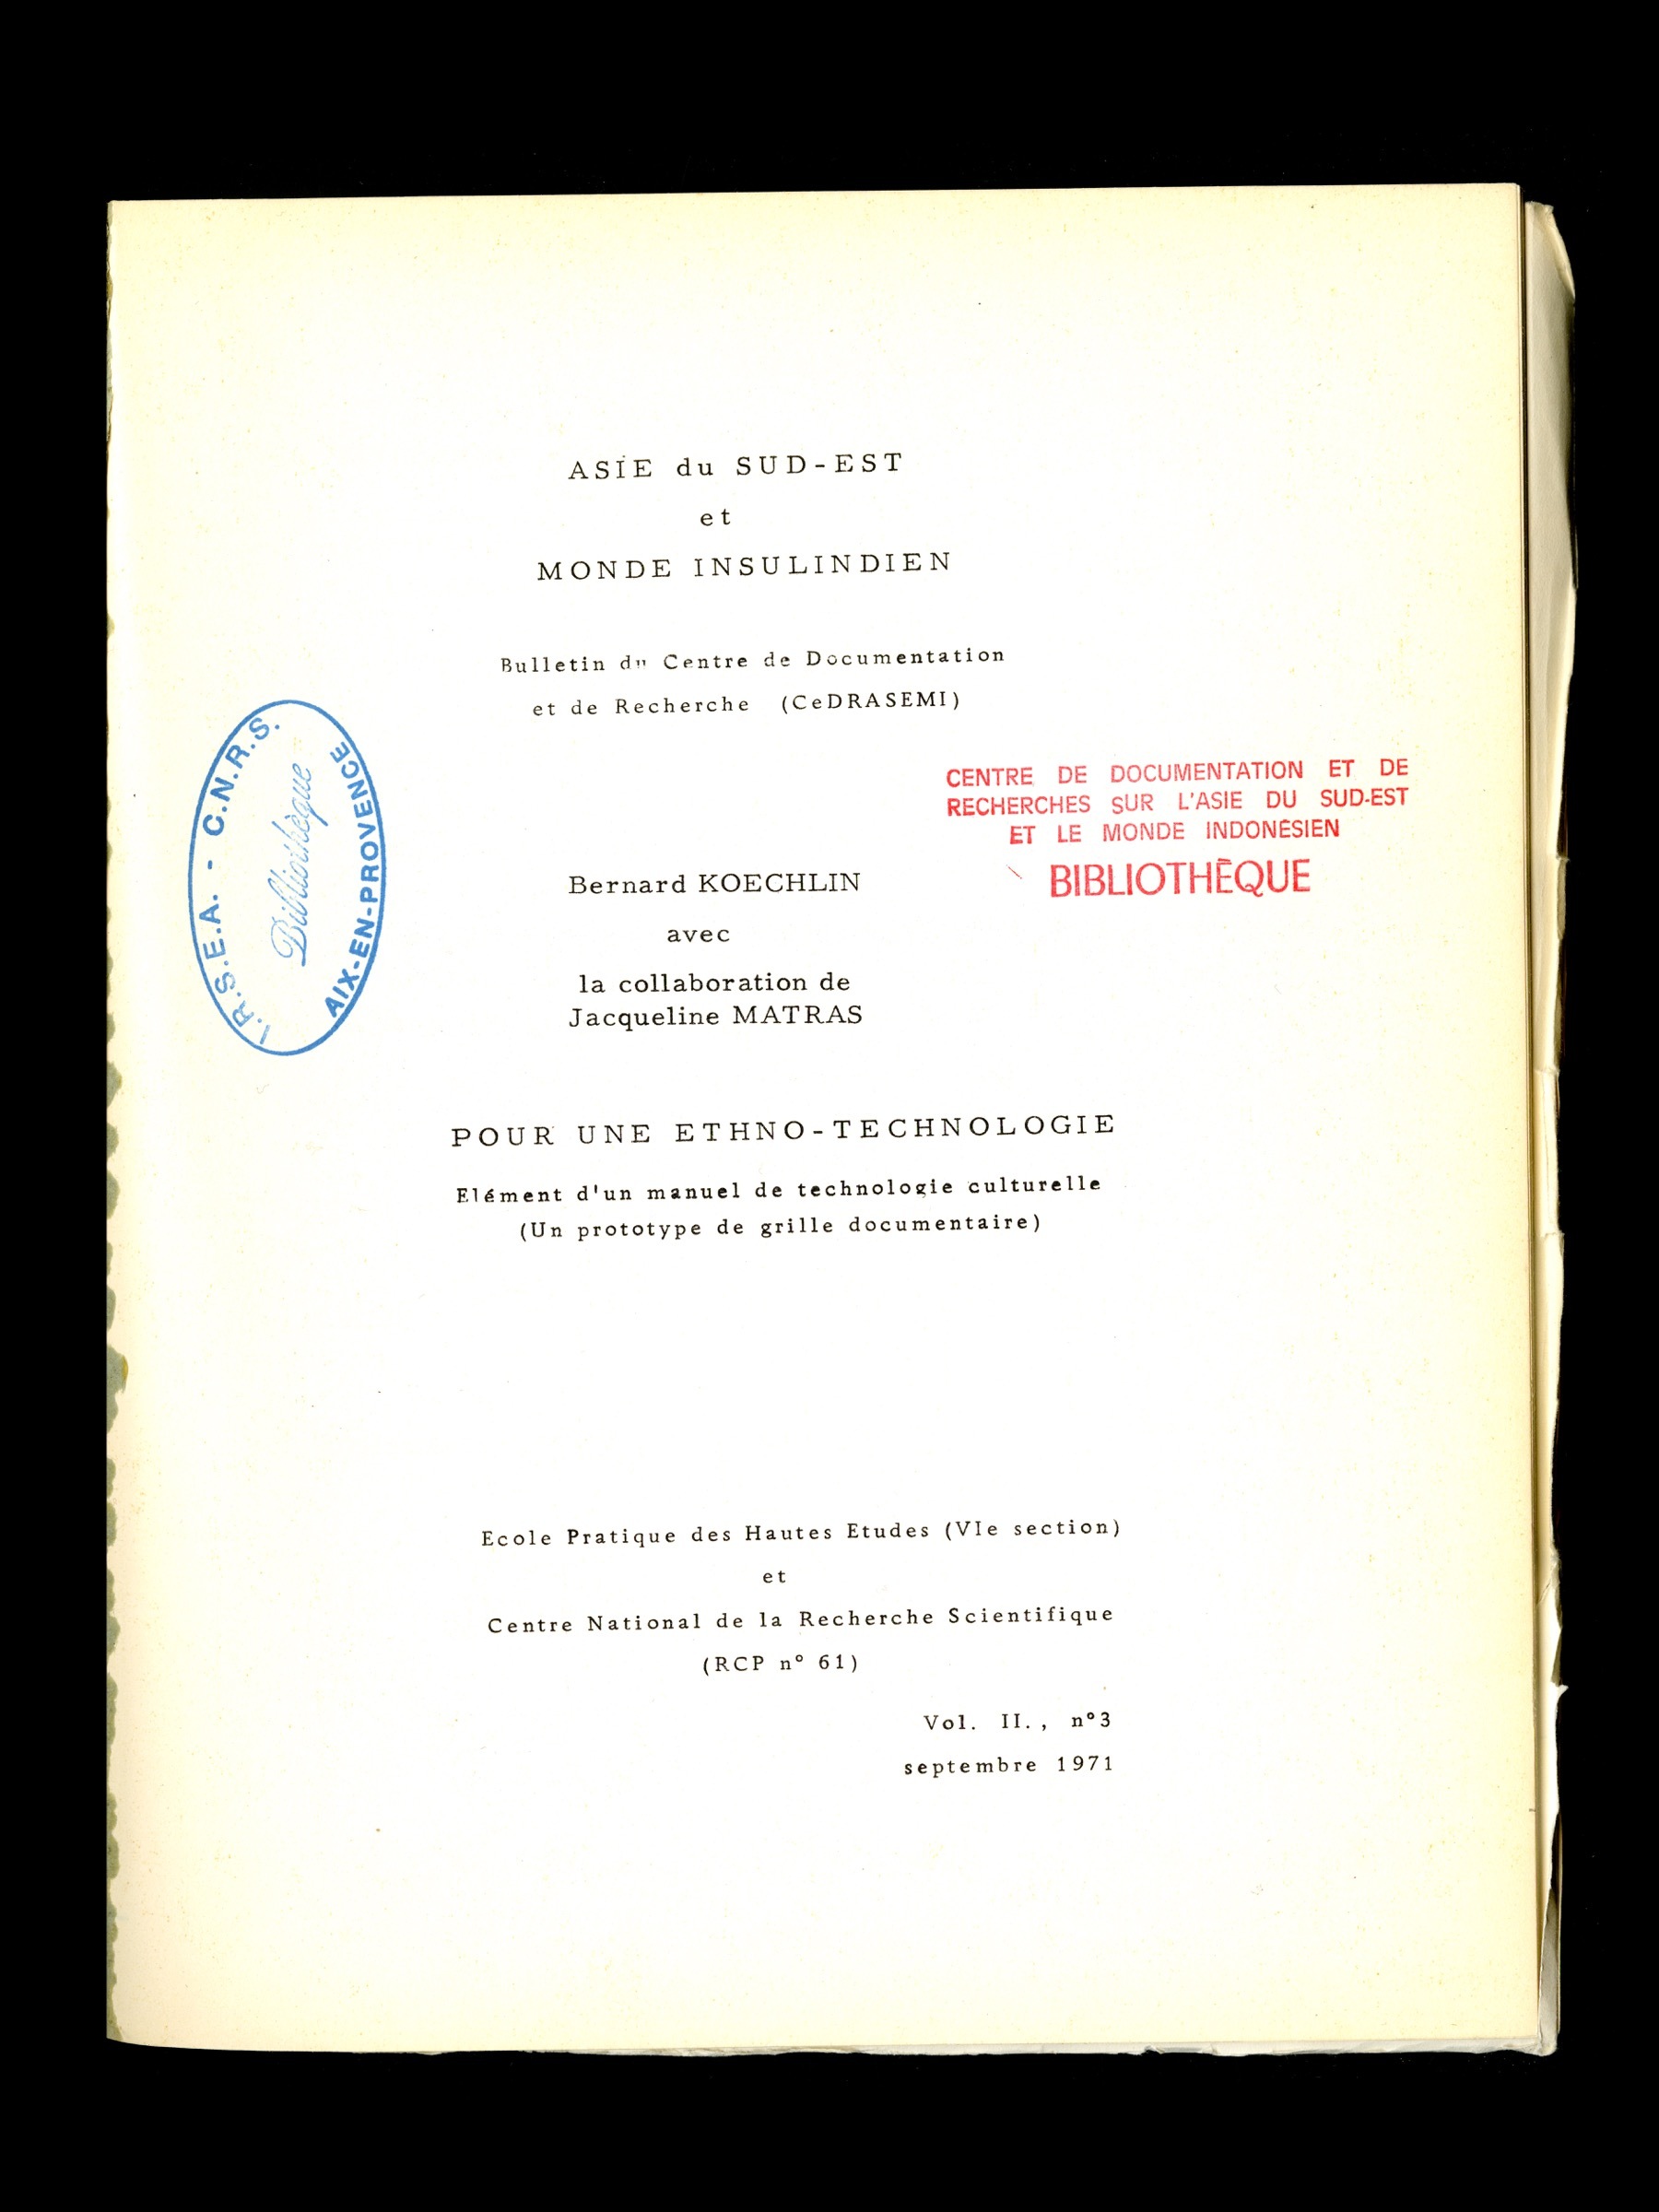 ASIE du SUD-EST
et
MONDE INSULINDIEN
Bulletin du Centre de Documentation
et de Recherche (CeDRASEMI)
I.R.S.E.A. - C.N.R.S.
Bibliothèque
AIX-EN-PROVENCE
CENTRE DE DOCUMENTATION ET DE
RECHERCHES SUR L'ASIE DU SUD-EST
ET LE MONDE INDONÉSIEN
BIBLIOTHÈQUE
Bernard KOECHLIN
avec
la collaboration de
Jacqueline MATRAS
POUR UNE ETHNO-TECHNOLOGIE
Elément d'un manuel de technologie culturelle
(Un prototype de grille documentaire)
Ecole Pratique des Hautes Etudes (VIe section)
et
Centre National de la Recherche Scientifique
(RCP n° 61)
Vol. II., n°3
septembre 1971